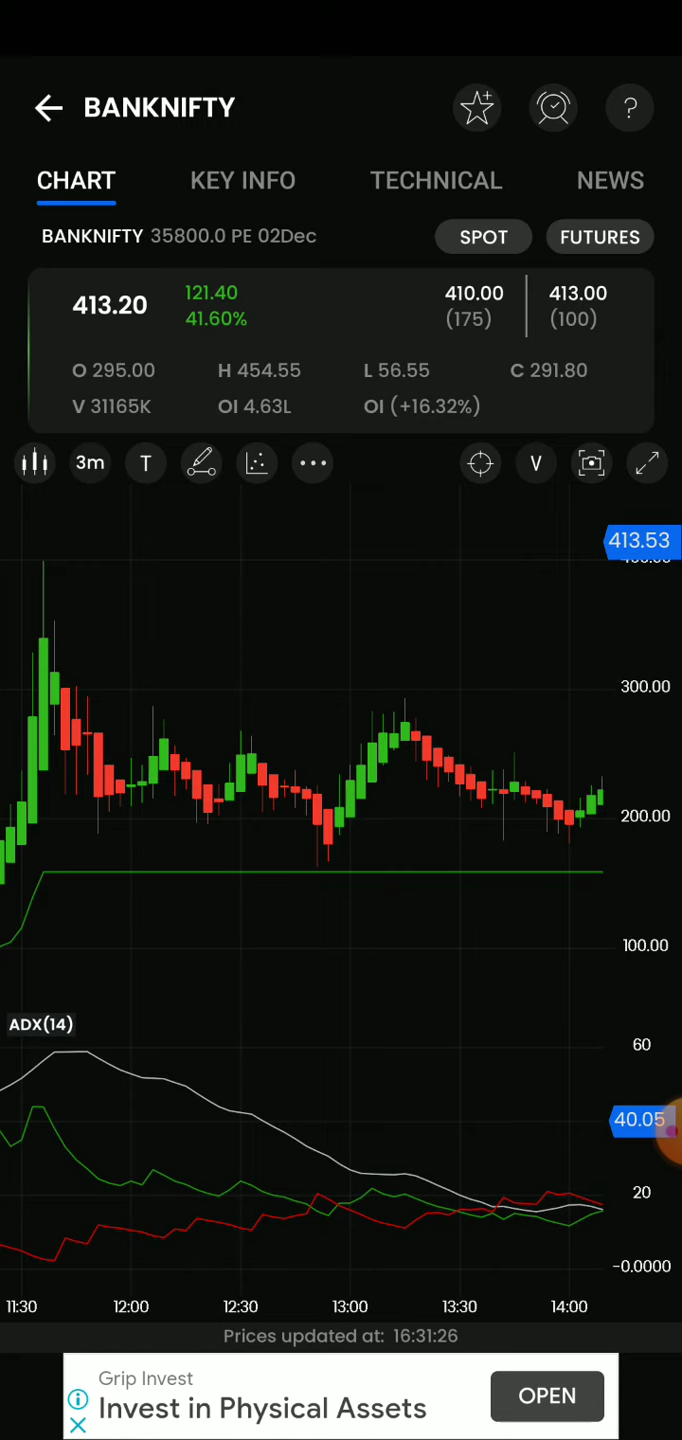 BANKNIFTY
?
CHART KEY INFO TECHNICAL NEWS
BANKNIFTY 35800.0 PE 02Dec SPOT FUTURES
413.20 121.40 41.60% 410.00 (175) 413.00 (100)
O 295.00 H 454.55 L 56.55 C 291.80
V 31165K OI 4.63L OI (+16.32%)
3m T V
413.53
300.00
200.00
100.00
ADX(14)
60
40.05
20
-0.0000
11:30 12:00 12:30 13:00 13:30 14:00
Prices updated at: 16:31:26
Grip Invest
Invest in Physical Assets
OPEN